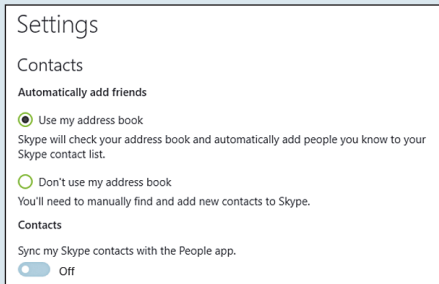 Settings
Contacts
Automatically add friends
Use my address book
Skype will check your address book and automatically add people you know to your
Skype contact list.
Don't use my address book
You'll need to manually find and add new contacts to Skype.
Contacts
Sync my Skype contacts with the People app.
Off